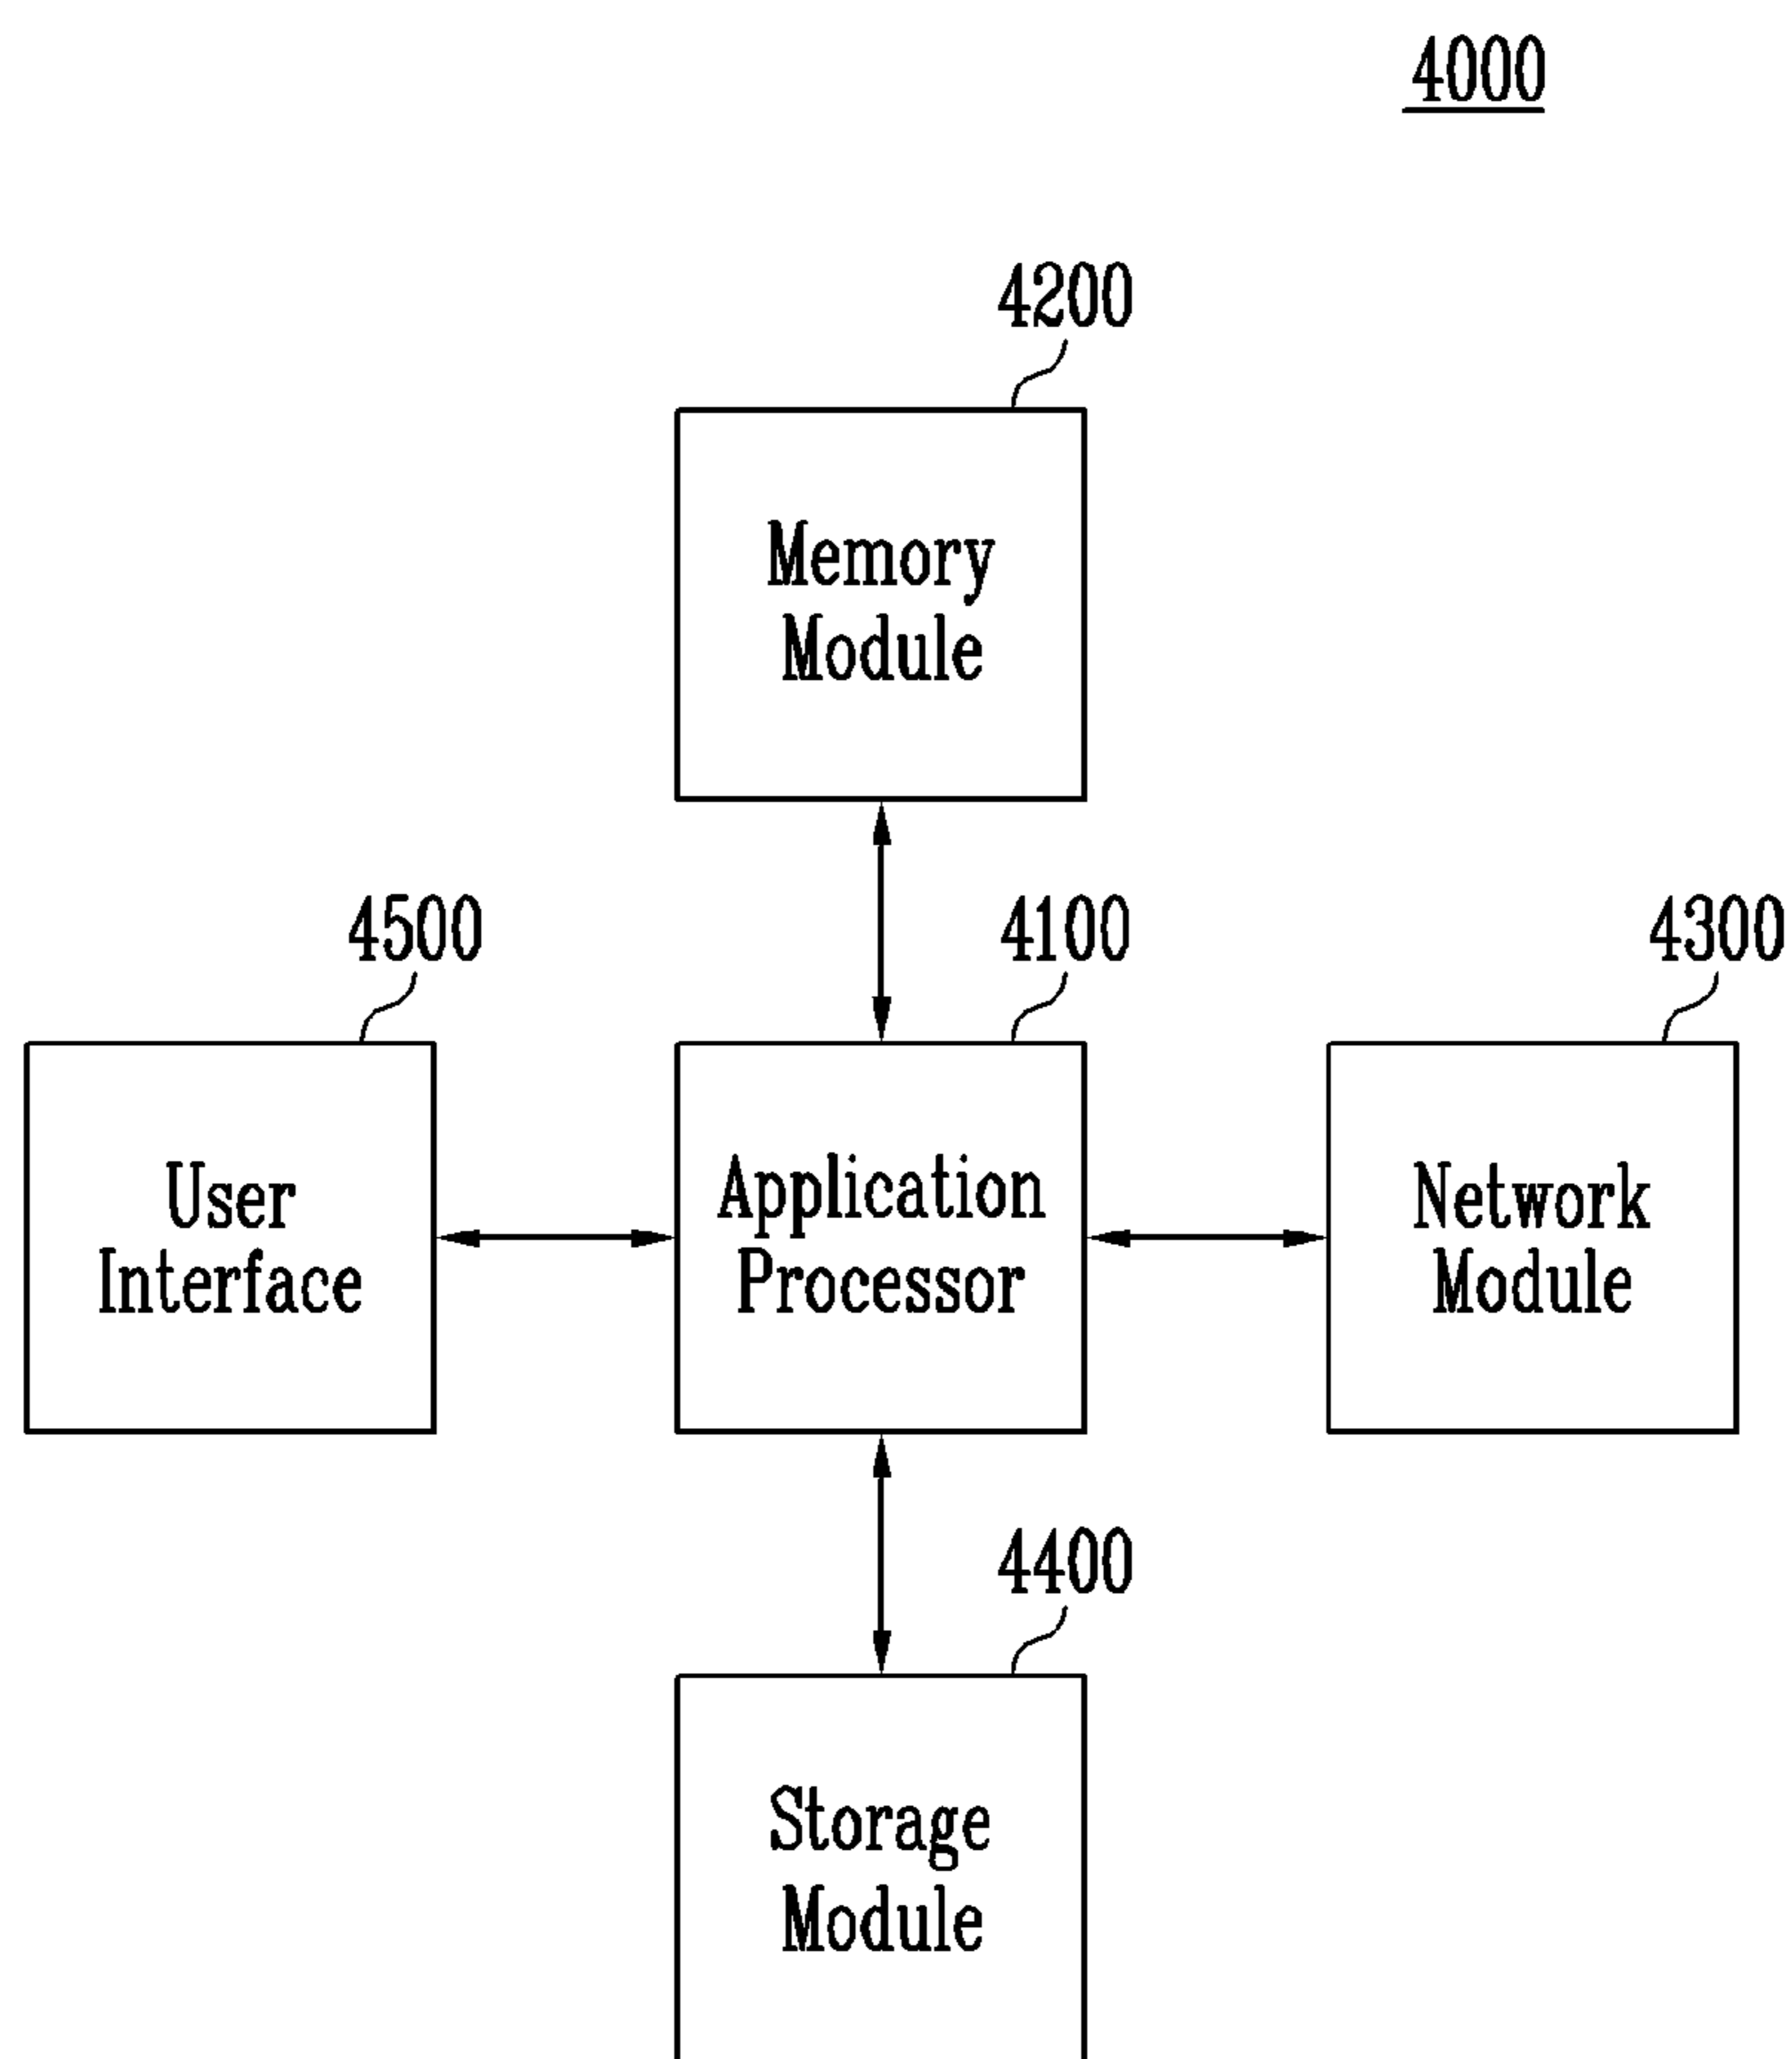 4000
4200
Memory
Module
4500
4100
4300
User
Interface
Application
Processor
Network
Module
4400
Storage
Module